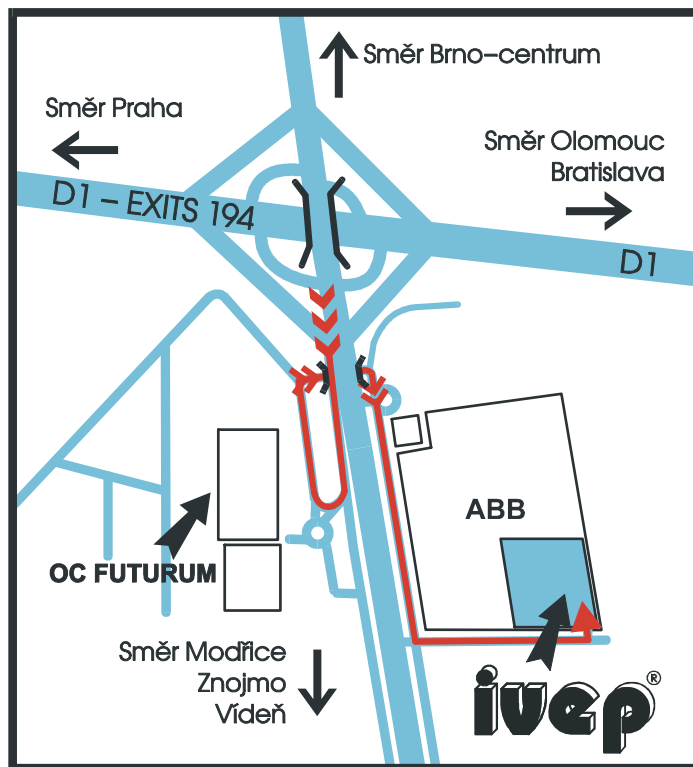 Směr Brno–centrum
Směr Praha
Směr Olomouc
Bratislava
D1 – EXITS 194
D1
ABB
OC FUTURUM
Směr Modřice
Znojmo
Vídeň
ivep®